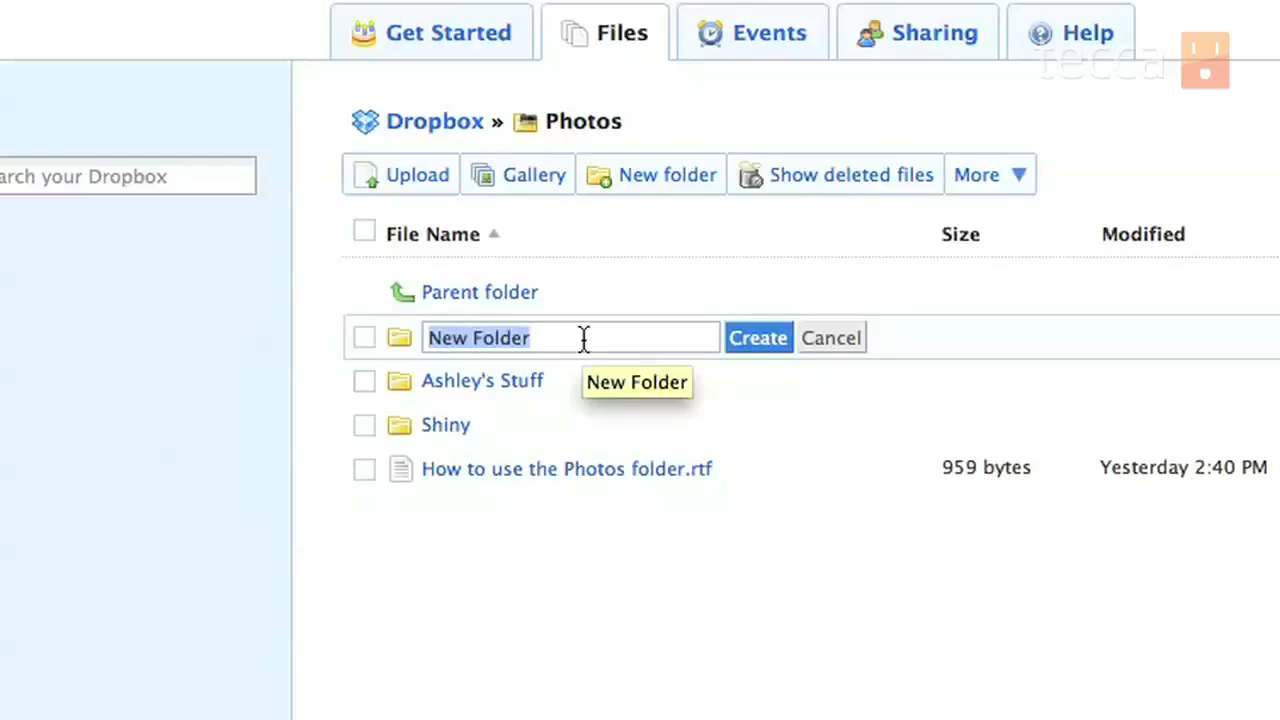 Get Started
Files
Events
Sharing
Help
tecca
Dropbox » Photos
arch your Dropbox
Upload
Gallery
New folder
Show deleted files
More
File Name
Size
Modified
Parent folder
New Folder
Create
Cancel
Ashley's Stuff
New Folder
Shiny
How to use the Photos folder.rtf
959 bytes
Yesterday 2:40 PM